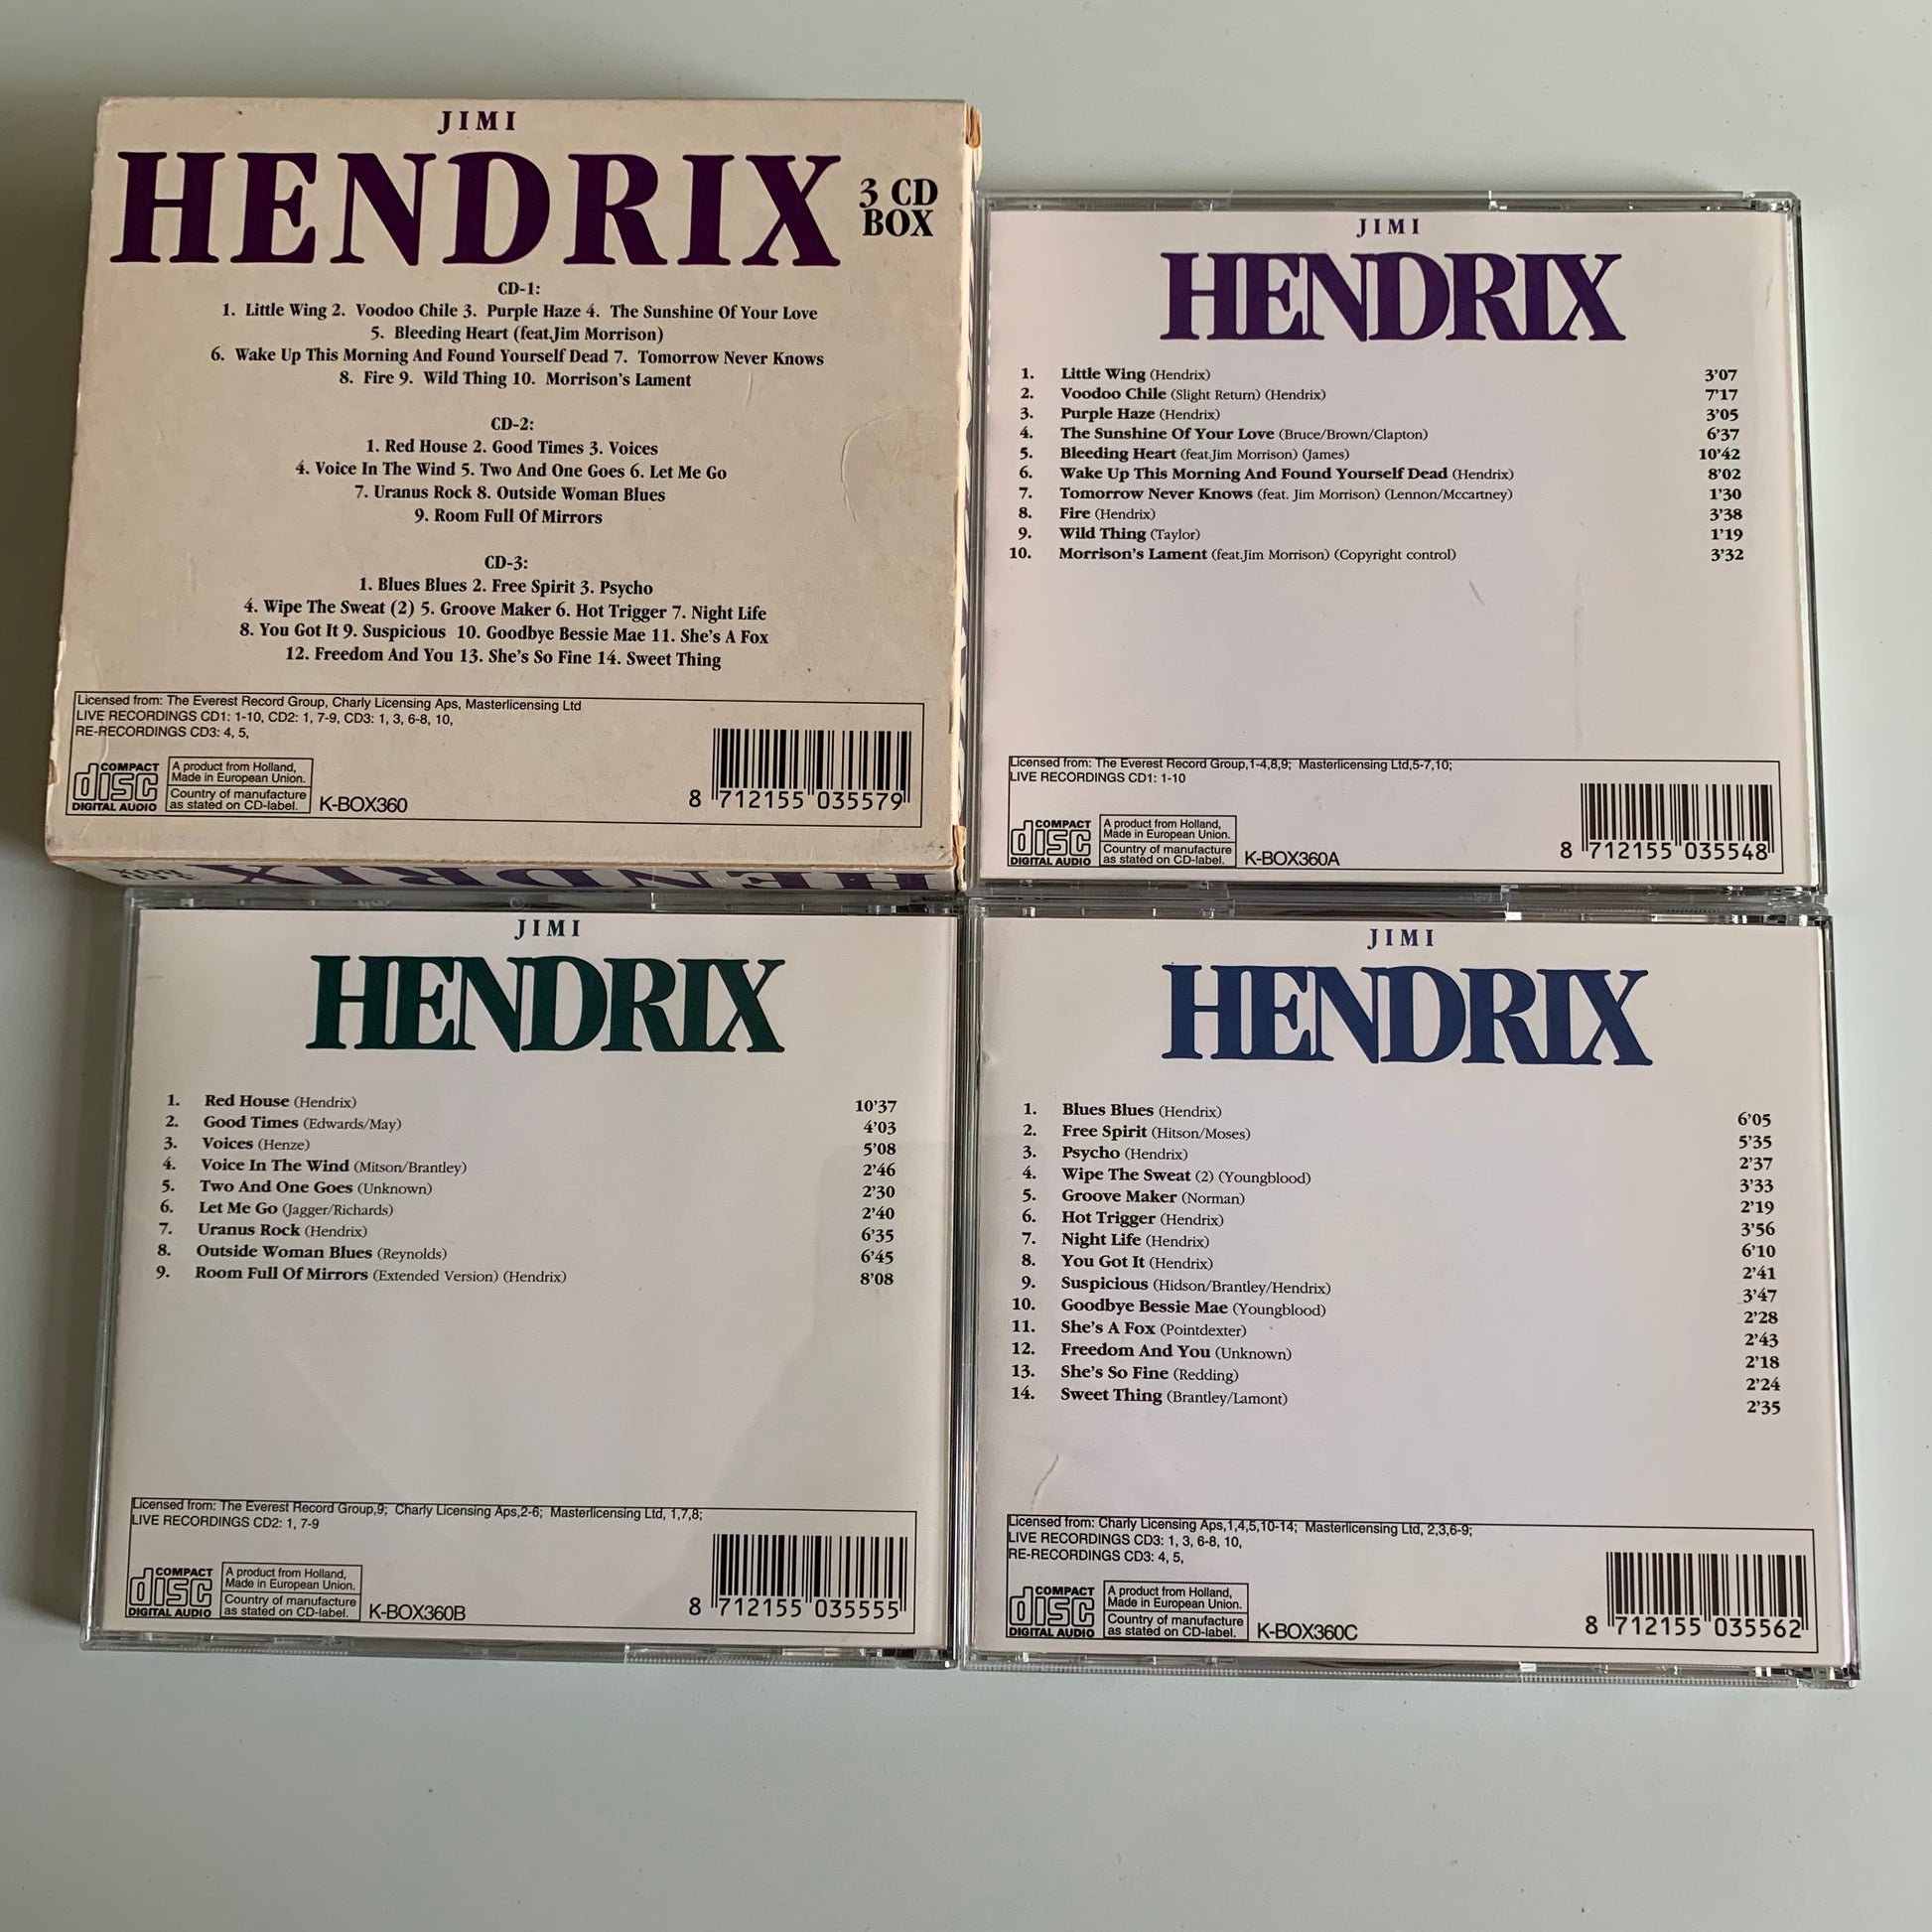 JIMI
HENDRIX
3 CD
BOX
CD-1:
1. Little Wing 2. Voodoo Chile 3. Purple Haze 4. The Sunshine Of Your Love
5. Bleeding Heart (feat.Jim Morrison)
6. Wake Up This Morning And Found Yourself Dead 7. Tomorrow Never Knows
8. Fire 9. Wild Thing 10. Morrison's Lament
CD-2:
1. Red House 2. Good Times 3. Voices
4. Voice In The Wind 5. Two And One Goes 6. Let Me Go
7. Uranus Rock 8. Outside Woman Blues
9. Room Full Of Mirrors
CD-3:
1. Blues Blues 2. Free Spirit 3. Psycho
4. Wipe The Sweat (2) 5. Groove Maker 6. Hot Trigger 7. Night Life
8. You Got It 9. Suspicious 10. Goodbye Bessie Mae 11. She's A Fox
12. Freedom And You 13. She's So Fine 14. Sweet Thing
Licensed from: The Everest Record Group, Charly Licensing Aps, Masterlicensing Ltd
LIVE RECORDINGS CD1: 1-10, CD2: 1, 7-9, CD3: 1, 3, 6-8, 10,
RE-RECORDINGS CD3: 4, 5,
COMPACT
disc
DIGITAL AUDIO
A product from Holland,
Made in European Union.
Country of manufacture
as stated on CD-label.
K-BOX360
8 712155 035579
HENDRIX
JIMI
HENDRIX
1. Little Wing (Hendrix) 3'07
2. Voodoo Chile (Slight Return) (Hendrix) 7'17
3. Purple Haze (Hendrix) 3'05
4. The Sunshine Of Your Love (Bruce/Brown/Clapton) 6'37
5. Bleeding Heart (feat.Jim Morrison) (James) 10'42
6. Wake Up This Morning And Found Yourself Dead (Hendrix) 8'02
7. Tomorrow Never Knows (feat. Jim Morrison) (Lennon/Mccartney) 1'30
8. Fire (Hendrix) 3'38
9. Wild Thing (Taylor) 1'19
10. Morrison's Lament (feat.Jim Morrison) (Copyright control) 3'32
Licensed from: The Everest Record Group,1-4,8,9; Masterlicensing Ltd,5-7,10;
LIVE RECORDINGS CD1: 1-10
COMPACT
disc
DIGITAL AUDIO
A product from Holland,
Made in European Union.
Country of manufacture
as stated on CD-label.
K-BOX360A
8 712155 035548
JIMI
HENDRIX
1. Red House (Hendrix) 10'37
2. Good Times (Edwards/May) 4'03
3. Voices (Henze) 5'08
4. Voice In The Wind (Mitson/Brantley) 2'46
5. Two And One Goes (Unknown) 2'30
6. Let Me Go (Jagger/Richards) 2'40
7. Uranus Rock (Hendrix) 6'35
8. Outside Woman Blues (Reynolds) 6'45
9. Room Full Of Mirrors (Extended Version) (Hendrix) 8'08
Licensed from: The Everest Record Group,9; Charly Licensing Aps,2-6; Masterlicensing Ltd, 1,7,8;
LIVE RECORDINGS CD2: 1, 7-9
COMPACT
disc
DIGITAL AUDIO
A product from Holland,
Made in European Union.
Country of manufacture
as stated on CD-label.
K-BOX360B
8 712155 035555
JIMI
HENDRIX
1. Blues Blues (Hendrix) 6'05
2. Free Spirit (Hitson/Moses) 5'35
3. Psycho (Hendrix) 2'37
4. Wipe The Sweat (2) (Youngblood) 3'33
5. Groove Maker (Norman) 2'19
6. Hot Trigger (Hendrix) 3'56
7. Night Life (Hendrix) 6'10
8. You Got It (Hendrix) 2'41
9. Suspicious (Hidson/Brantley/Hendrix) 3'47
10. Goodbye Bessie Mae (Youngblood) 2'28
11. She's A Fox (Pointdexter) 2'43
12. Freedom And You (Unknown) 2'18
13. She's So Fine (Redding) 2'24
14. Sweet Thing (Brantley/Lamont) 2'35
Licensed from: Charly Licensing Aps,1,4,5,10-14; Masterlicensing Ltd, 2,3,6-9;
LIVE RECORDINGS CD3: 1, 3, 6-8, 10,
RE-RECORDINGS CD3: 4, 5,
COMPACT
disc
DIGITAL AUDIO
A product from Holland,
Made in European Union.
Country of manufacture
as stated on CD-label.
K-BOX360C
8 712155 035562